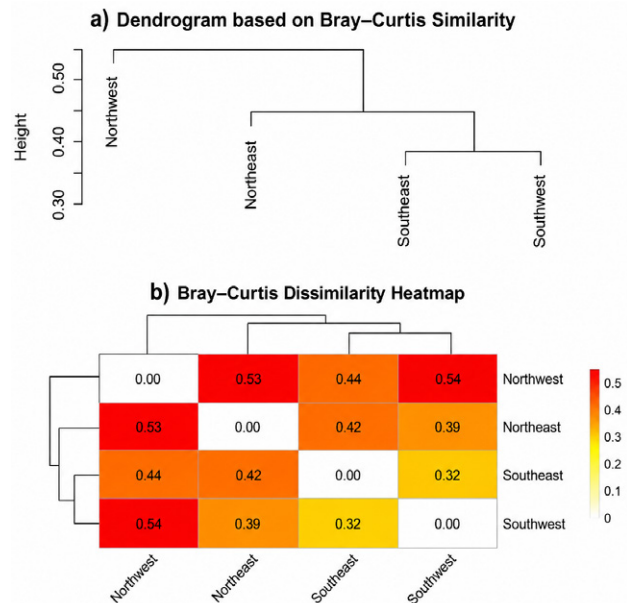 a) Dendrogram based on Bray–Curtis Similarity
Height
0.50
0.40
0.30
Northwest
Northeast
Southeast
Southwest
b) Bray–Curtis Dissimilarity Heatmap
0.00 0.53 0.44 0.54 Northwest
0.53 0.00 0.42 0.39 Northeast
0.44 0.42 0.00 0.32 Southeast
0.54 0.39 0.32 0.00 Southwest
Northwest Northeast Southeast Southwest
0.5
0.4
0.3
0.2
0.1
0